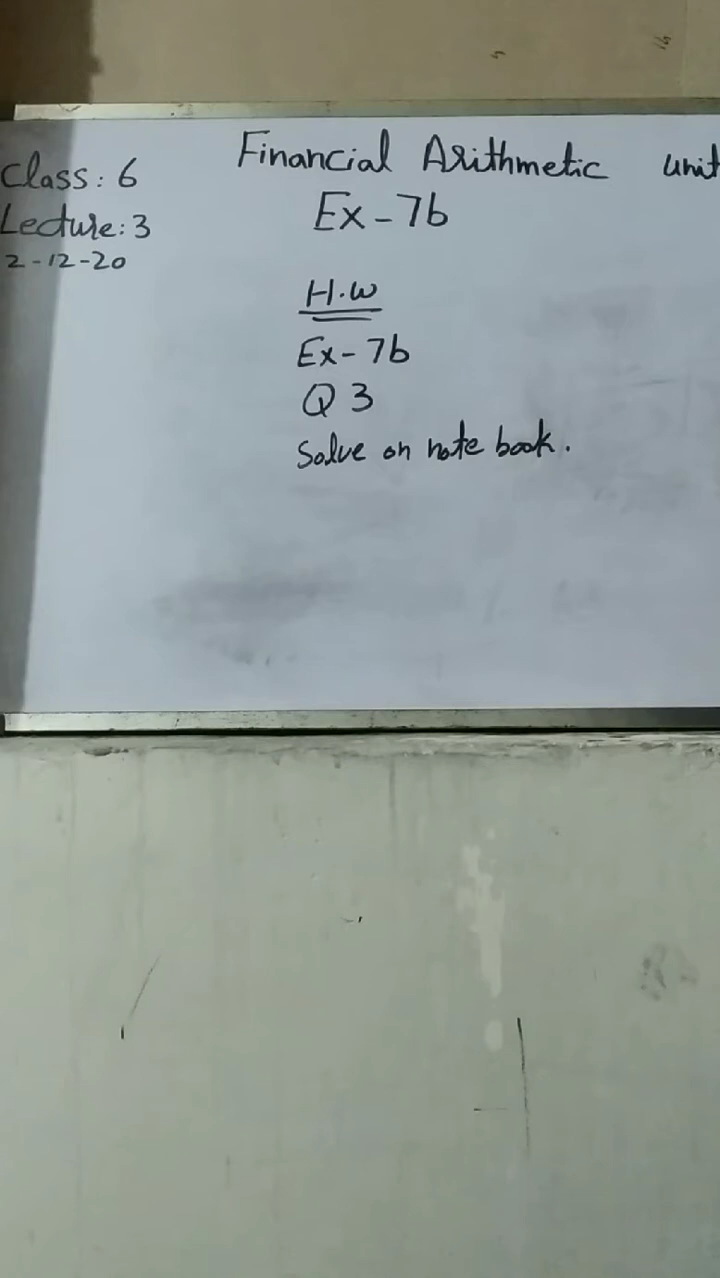 Financial Arithmetic unit
Class: 6
Ex-7b
Lecture: 3
2-12-20
H.W
Ex-7b
Q 3
Solve on note book.